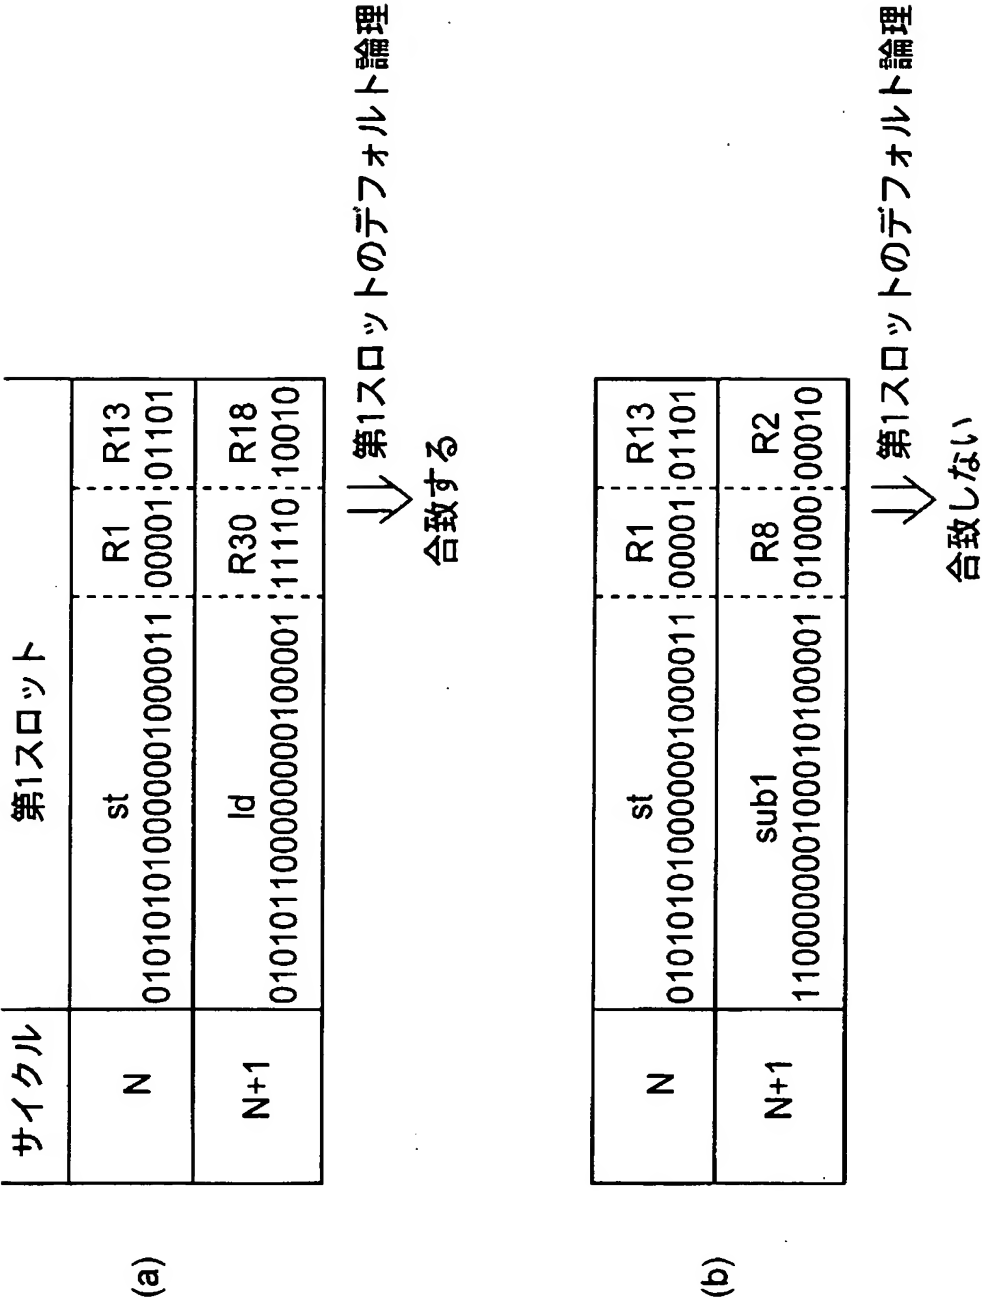 サイクル 第1スロット
(a)
N st R1 R13
0101010100000001000011 00001 01101
N+1 ld R30 R18
0101011000000000100001 11110 10010
第1スロットのデフォルト論理
合致する
(b)
N st R1 R13
0101010100000001000011 00001 01101
N+1 sub1 R8 R2
1100000001000010100001 01000 00010
第1スロットのデフォルト論理
合致しない